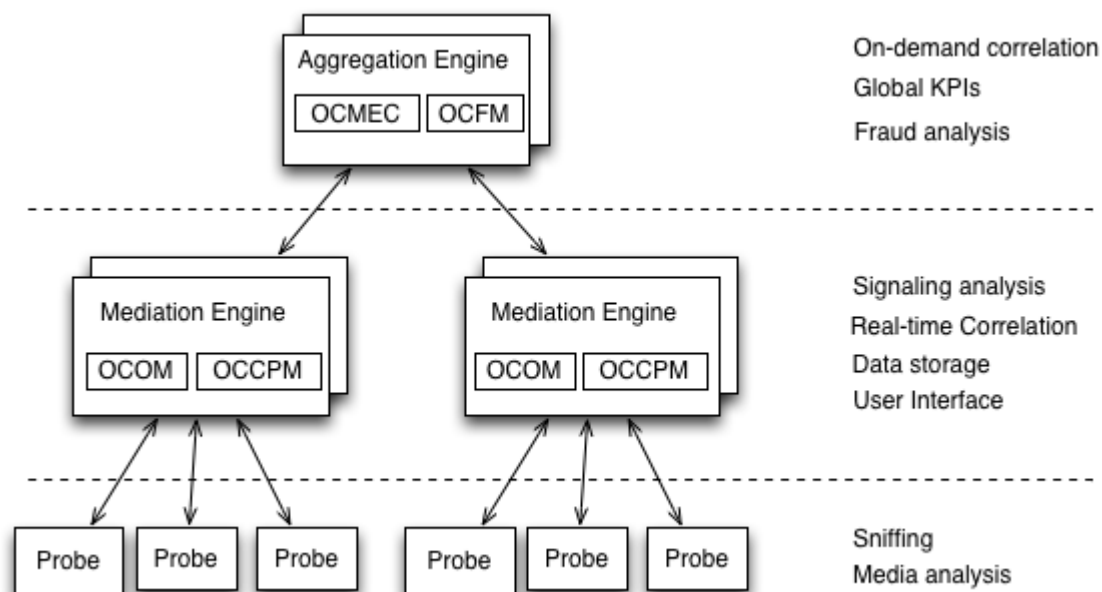 Aggregation Engine
OCMEC OCFM
On-demand correlation
Global KPIs
Fraud analysis
Mediation Engine
OCOM OCCPM
Mediation Engine
OCOM OCCPM
Signaling analysis
Real-time Correlation
Data storage
User Interface
Probe Probe Probe Probe Probe Probe
Sniffing
Media analysis